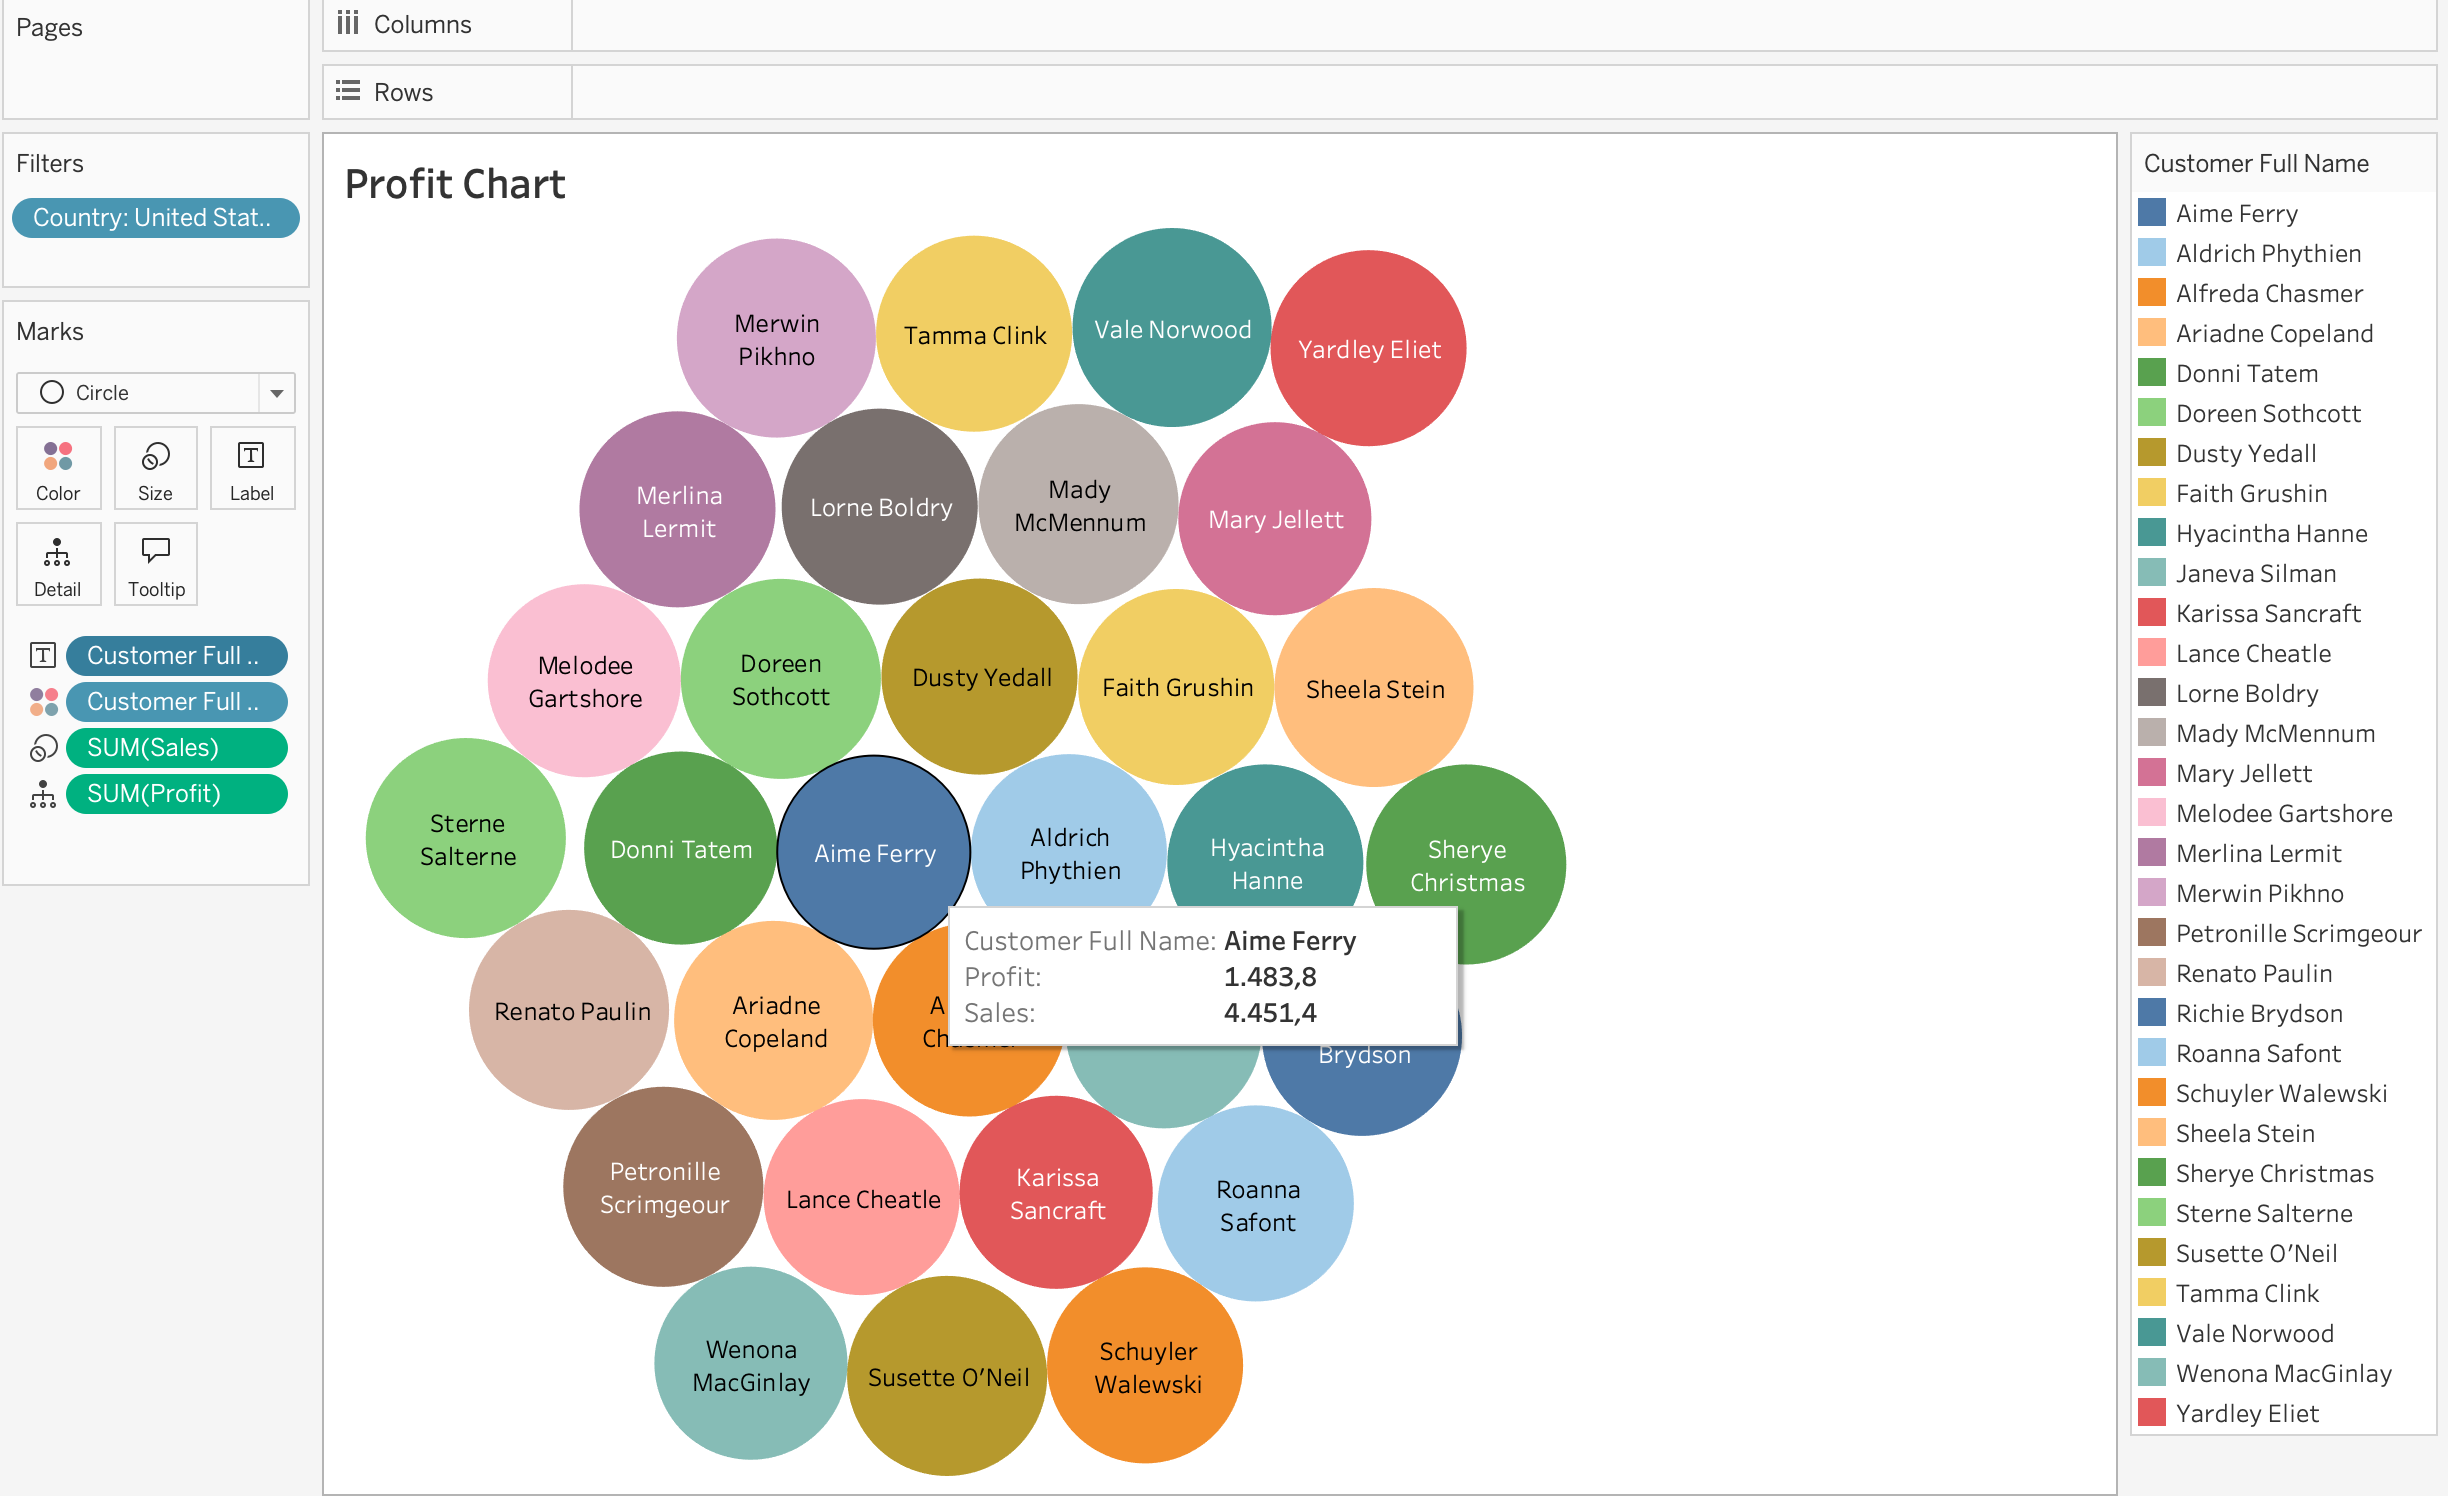 Pages
Columns
Rows
Filters
Country: United Stat..
Marks
Circle
Color
Size
Label
Detail
Tooltip
Customer Full ..
Customer Full ..
SUM(Sales)
SUM(Profit)
Profit Chart
Merwin
Pikhno
Tamma Clink
Vale Norwood
Yardley Eliet
Merlina
Lermit
Lorne Boldry
Mady
McMennum
Mary Jellett
Melodee
Gartshore
Doreen
Sothcott
Dusty Yedall
Faith Grushin
Sheela Stein
Sterne
Salterne
Donni Tatem
Aime Ferry
Aldrich
Phythien
Hyacintha
Hanne
Sherye
Christmas
Customer Full Name: Aime Ferry
Profit: 1.483,8
Sales: 4.451,4
Renato Paulin
Ariadne
Copeland
Brydson
Petronille
Scrimgeour
Lance Cheatle
Karissa
Sancraft
Roanna
Safont
Wenona
MacGinlay
Susette O’Neil
Schuyler
Walewski
Customer Full Name
Aime Ferry
Aldrich Phythien
Alfreda Chasmer
Ariadne Copeland
Donni Tatem
Doreen Sothcott
Dusty Yedall
Faith Grushin
Hyacintha Hanne
Janeva Silman
Karissa Sancraft
Lance Cheatle
Lorne Boldry
Mady McMennum
Mary Jellett
Melodee Gartshore
Merlina Lermit
Merwin Pikhno
Petronille Scrimgeour
Renato Paulin
Richie Brydson
Roanna Safont
Schuyler Walewski
Sheela Stein
Sherye Christmas
Sterne Salterne
Susette O’Neil
Tamma Clink
Vale Norwood
Wenona MacGinlay
Yardley Eliet